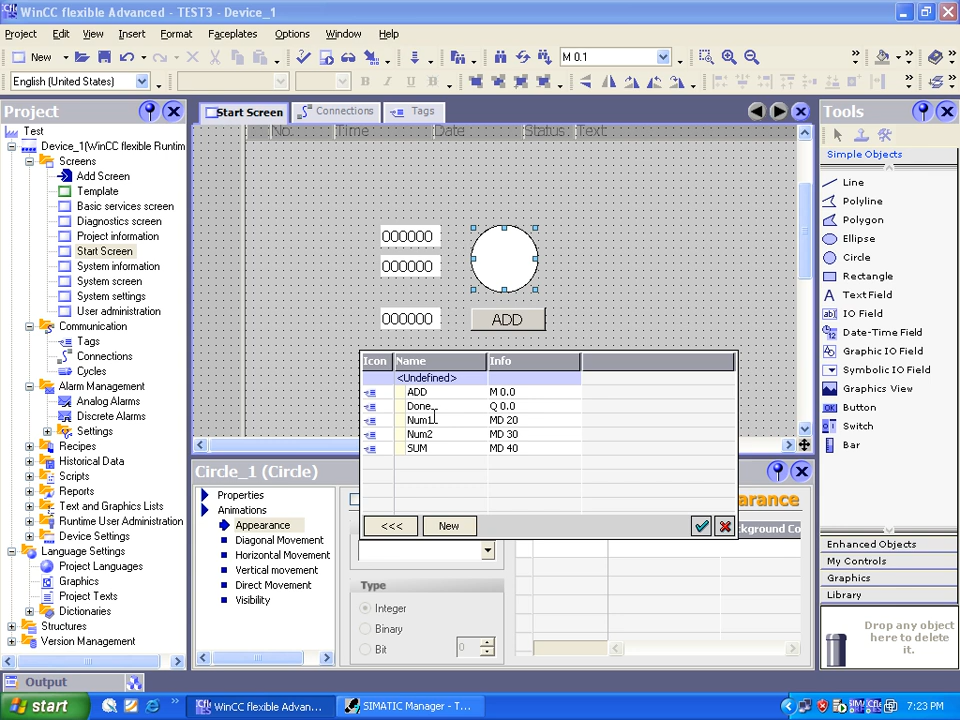 WinCC flexible Advanced - TEST3 - Device_1
Project Edit View Insert Format Faceplates Options Window Help
New M 0.1
English (United States)
Project
Start Screen Connections Tags
Tools
Test
Device_1(WinCC flexible Runtim
Screens
Add Screen
Template
Basic services screen
Diagnostics screen
Project information
Start Screen
System information
System screen
System settings
User administration
Communication
Tags
Connections
Cycles
Alarm Management
Analog Alarms
Discrete Alarms
Settings
Recipes
Historical Data
Scripts
Reports
Text and Graphics Lists
Runtime User Administration
Device Settings
Language Settings
Project Languages
Graphics
Project Texts
Dictionaries
Structures
Version Management
No. Time Date Status: Text
000000
000000
000000 ADD
Icon Name Info
<Undefined>
ADD M 0.0
Done Q 0.0
Num1 MD 20
Num2 MD 30
SUM MD 40
<<< New
Circle_1 (Circle)
Properties
Animations
Appearance
Diagonal Movement
Horizontal Movement
Vertical movement
Direct Movement
Visibility
arance
Type
Integer
Binary
Bit 0
Simple Objects
Line
Polyline
Polygon
Ellipse
Circle
Rectangle
A TextField
IO Field
Date-Time Field
Graphic IO Field
Symbolic IO Field
Graphics View
Button
Switch
Bar
Enhanced Objects
My Controls
Graphics
Library
Drop any object
here to delete
it.
Output
start WinCC flexible Advan... SIMATIC Manager - T... 7:23 PM